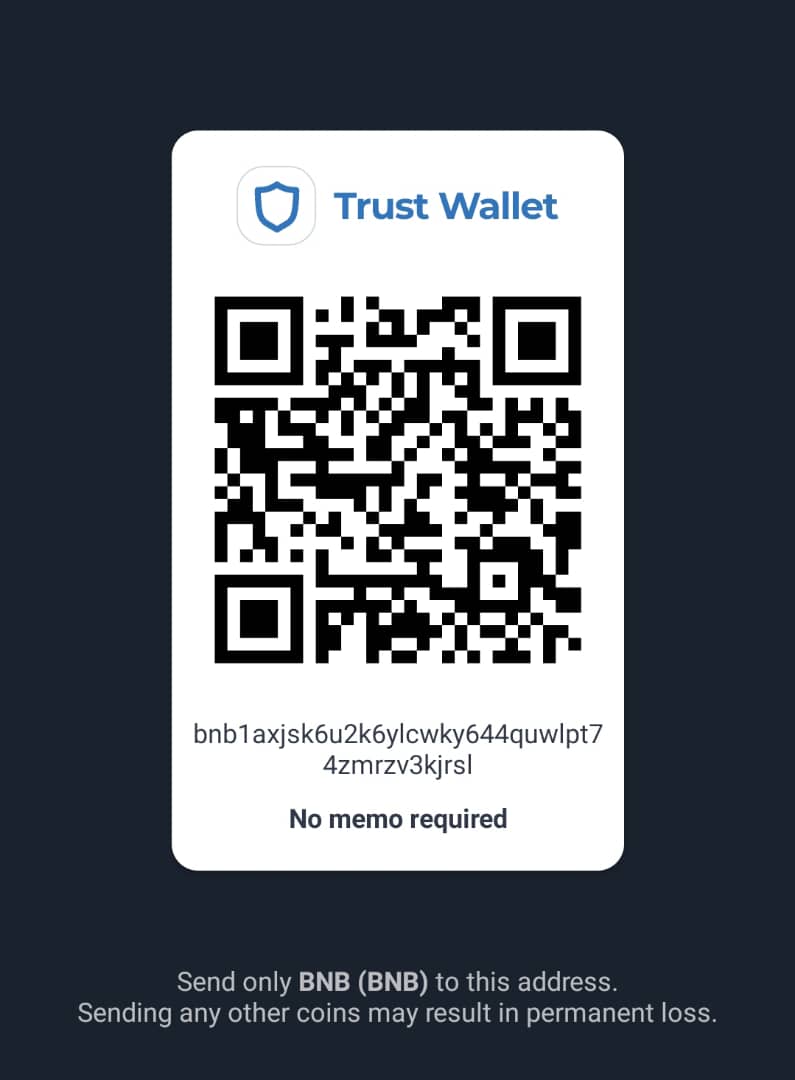 Trust Wallet
bnb1axjsk6u2k6ylcwky644quwlpt7
4zmrzv3kjrsl
No memo required
Send only BNB (BNB) to this address.
Sending any other coins may result in permanent loss.